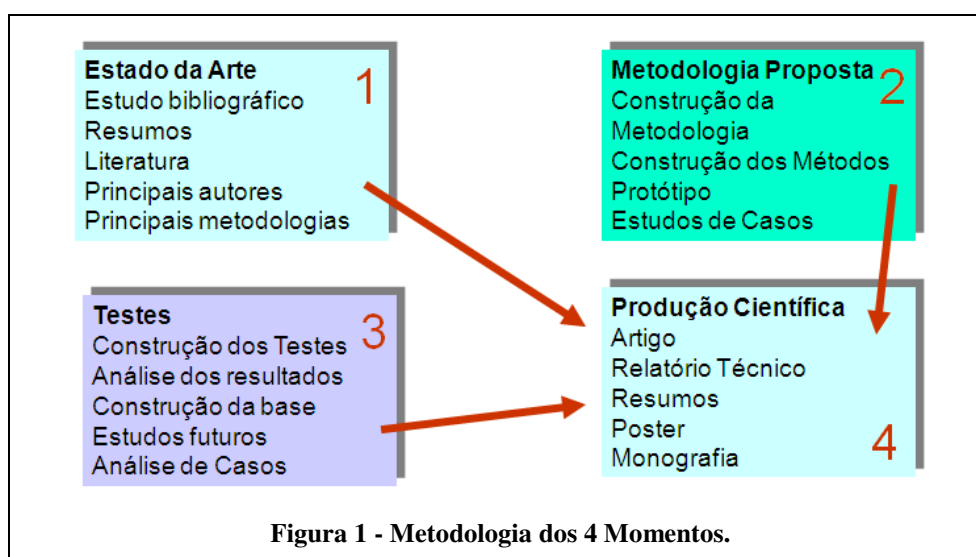 Estado da Arte
1
Estudo bibliográfico
Resumos
Literatura
Principais autores
Principais metodologias
Metodologia Proposta
2
Construção da
Metodologia
Construção dos Métodos
Protótipo
Estudos de Casos
Testes
3
Construção dos Testes
Análise dos resultados
Construção da base
Estudos futuros
Análise de Casos
Produção Científica
Artigo
Relatório Técnico
Resumos
Poster
Monografia
4
Figura 1 - Metodologia dos 4 Momentos.